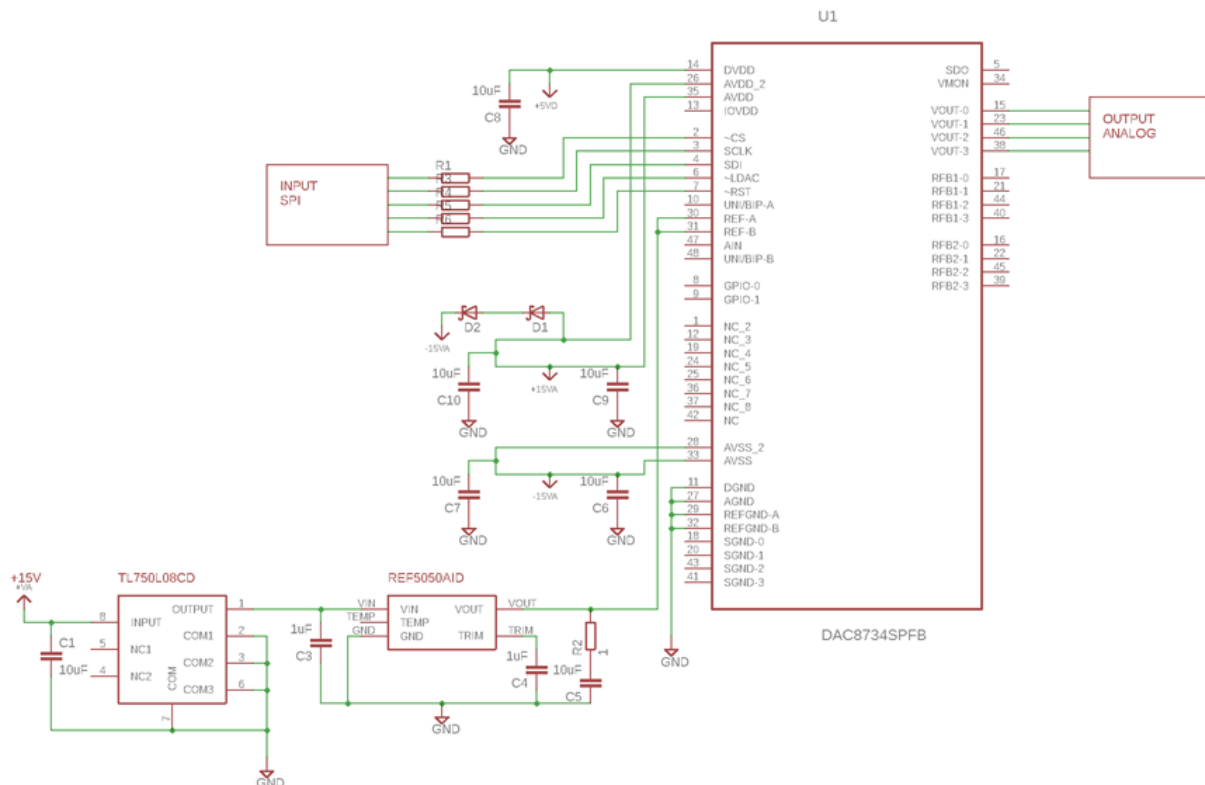 U1
14 DVDD
26 AVDD_2
35 AVDD
13 IOVDD
2 ~CS
3 SCLK
4 SDI
6 ~LDAC
7 ~RST
10 UNI/BIP-A
30 REF-A
31 REF-B
47 AIN
48 UNI/BIP-B
8 GPIO-0
9 GPIO-1
1 NC_2
12 NC_3
19 NC_4
24 NC_5
25 NC_6
36 NC_7
37 NC_8
42 NC
28 AVSS_2
33 AVSS
11 DGND
27 AGND
29 REFGND-A
32 REFGND-B
18 SGND-0
20 SGND-1
43 SGND-2
41 SGND-3
SDO 5
VMON 34
VOUT-0 15
VOUT-1 23
VOUT-2 46
VOUT-3 38
RFB1-0 17
RFB1-1 21
RFB1-2 44
RFB1-3 40
RFB2-0 16
RFB2-1 22
RFB2-2 45
RFB2-3 39
DAC8734SPFB
OUTPUT
ANALOG
10uF
C8
+5VD
GND
INPUT
SPI
R1
R3
R4
R5
R6
D2
D1
-15VA
10uF
C10
GND
+15VA
10uF
C9
GND
10uF
C7
GND
-15VA
10uF
C6
GND
GND
+15V
+VA
C1
10uF
TL750L08CD
8 INPUT
5 NC1
4 NC2
COM
7
OUTPUT 1
COM1 2
COM2 3
COM3 6
GND
1uF
C3
REF5050AID
VIN VIN
TEMP TEMP
GND GND
VOUT VOUT
TRIM TRIM
1uF
C4
R2
1
10uF
C5
GND